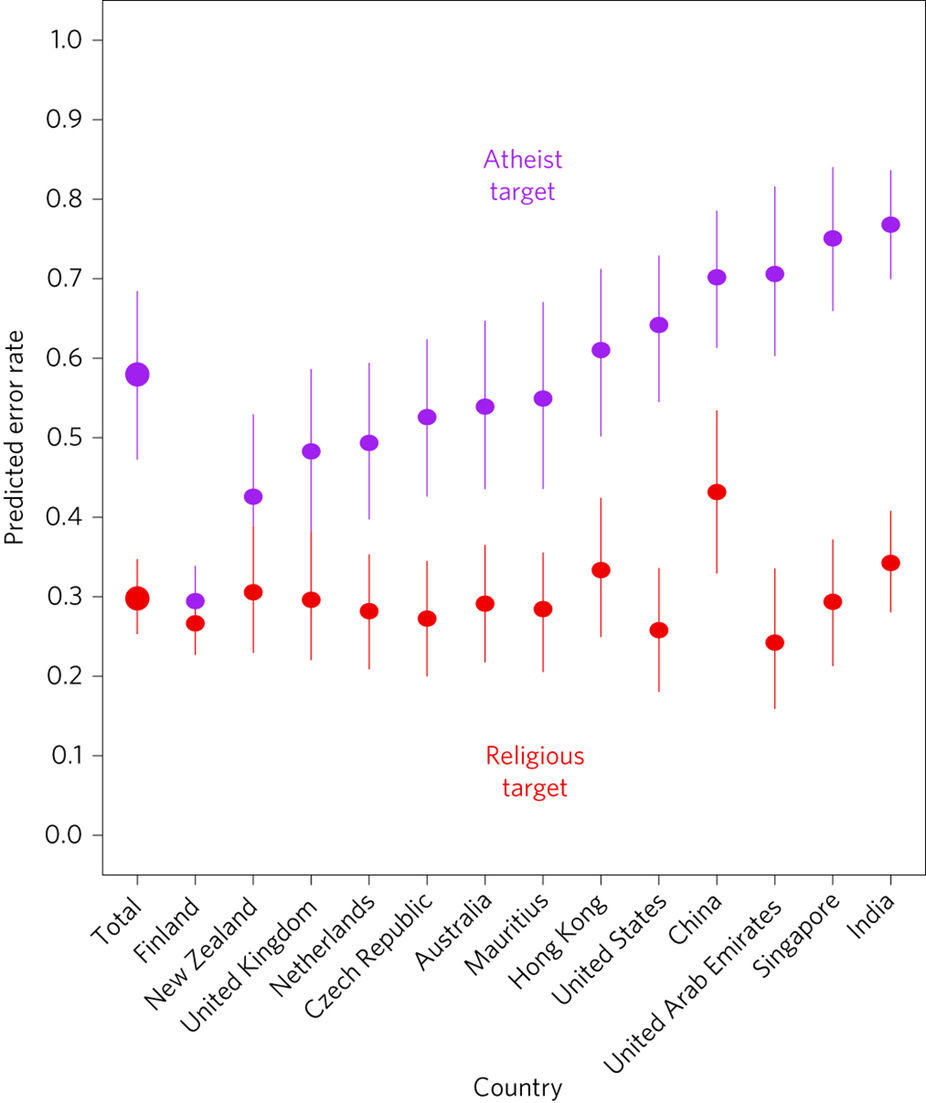 1.0
0.9
0.8
0.7
0.6
0.5
0.4
0.3
0.2
0.1
0.0
Predicted error rate
Atheist
target
Religious
target
Total
Finland
New Zealand
United Kingdom
Netherlands
Czech Republic
Australia
Mauritius
Hong Kong
United States
China
United Arab Emirates
Singapore
India
Country